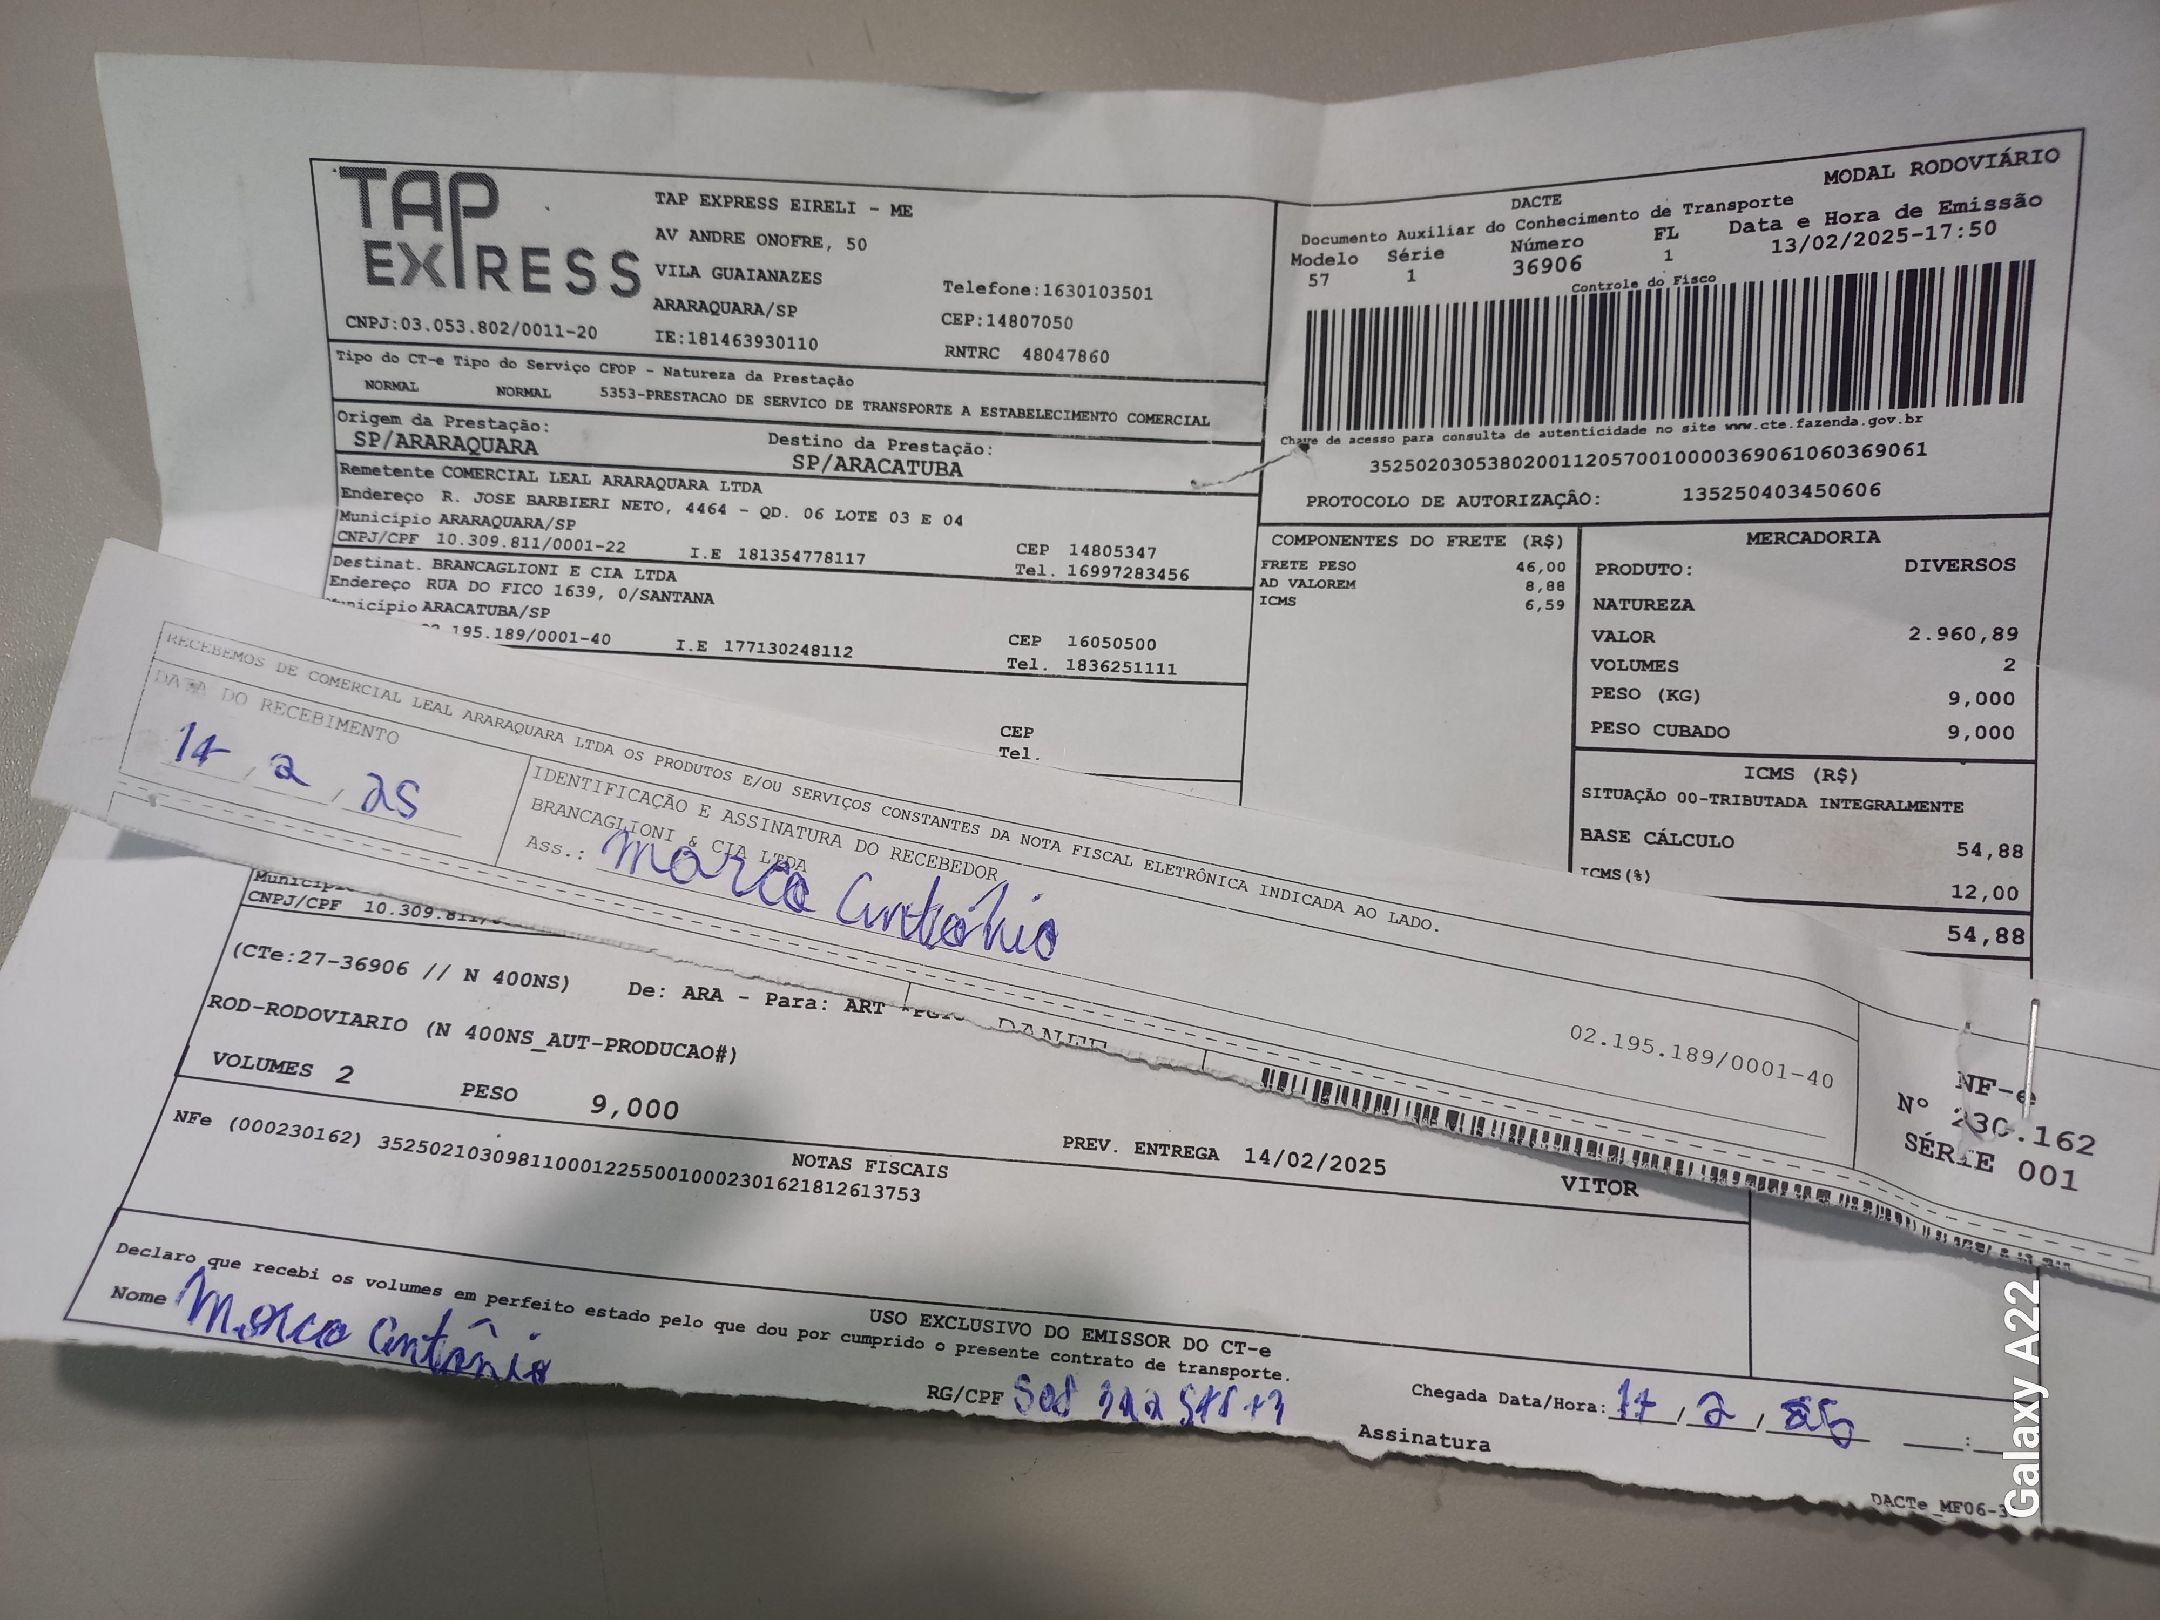 TAP
EXPRESS
CNPJ:03.053.802/0011-20
TAP EXPRESS EIRELI - ME
AV ANDRE ONOFRE, 50
VILA GUAIANAZES
ARARAQUARA/SP
IE:181463930110
Telefone:1630103501
CEP:14807050
RNTRC 48047860
MODAL RODOVIÁRIO
DACTE
Documento Auxiliar do Conhecimento de Transporte
Modelo Série Número FL Data e Hora de Emissão
57 1 36906 1 13/02/2025-17:50
Controle do Fisco
Chave de acesso para consulta de autenticidade no site www.cte.fazenda.gov.br
35250203053802001120570010000369061060369061
PROTOCOLO DE AUTORIZAÇÃO: 135250403450606
Tipo do CT-e Tipo do Serviço CFOP - Natureza da Prestação
NORMAL NORMAL 5353-PRESTACAO DE SERVICO DE TRANSPORTE A ESTABELECIMENTO COMERCIAL
Origem da Prestação: Destino da Prestação:
SP/ARARAQUARA SP/ARACATUBA
Remetente COMERCIAL LEAL ARARAQUARA LTDA
Endereço R. JOSE BARBIERI NETO, 4464 - QD. 06 LOTE 03 E 04
Município ARARAQUARA/SP CEP 14805347
CNPJ/CPF 10.309.811/0001-22 I.E 181354778117 Tel. 16997283456
Destinat. BRANCAGLIONI E CIA LTDA
Endereço RUA DO FICO 1639, 0/SANTANA
Município ARACATUBA/SP CEP 16050500
195.189/0001-40 I.E 177130248112 Tel. 1836251111
CEP
Tel.
COMPONENTES DO FRETE (R$)
FRETE PESO 46,00
AD VALOREM 8,88
ICMS 6,59
MERCADORIA
PRODUTO: DIVERSOS
NATUREZA
VALOR 2.960,89
VOLUMES 2
PESO (KG) 9,000
PESO CUBADO 9,000
ICMS (R$)
SITUAÇÃO 00-TRIBUTADA INTEGRALMENTE
BASE CÁLCULO 54,88
ICMS(%) 12,00
54,88
RECEBEMOS DE COMERCIAL LEAL ARARAQUARA LTDA OS PRODUTOS E/OU SERVIÇOS CONSTANTES DA NOTA FISCAL ELETRÔNICA INDICADA AO LADO.
DATA DO RECEBIMENTO
14 / 2 / 25
IDENTIFICAÇÃO E ASSINATURA DO RECEBEDOR
BRANCAGLIONI & CIA LTDA
Ass.: Marco Antônio
02.195.189/0001-40
NF-e
Nº 230.162
SÉRIE 001
CNPJ/CPF 10.309.811/
(CTe:27-36906 // N 400NS) De: ARA - Para: ART
ROD-RODOVIARIO (N 400NS_AUT-PRODUCAO#)
VOLUMES 2 PESO 9,000 PREV. ENTREGA 14/02/2025 VITOR
NOTAS FISCAIS
NFe (000230162) 35250210309811000122550010002301621812613753
USO EXCLUSIVO DO EMISSOR DO CT-e
Declaro que recebi os volumes em perfeito estado pelo que dou por cumprido o presente contrato de transporte.
Nome Marco Antônio
RG/CPF
Chegada Data/Hora: 14 / 2 / 25 :
Assinatura
DACTe_MF06-3
Galaxy A22